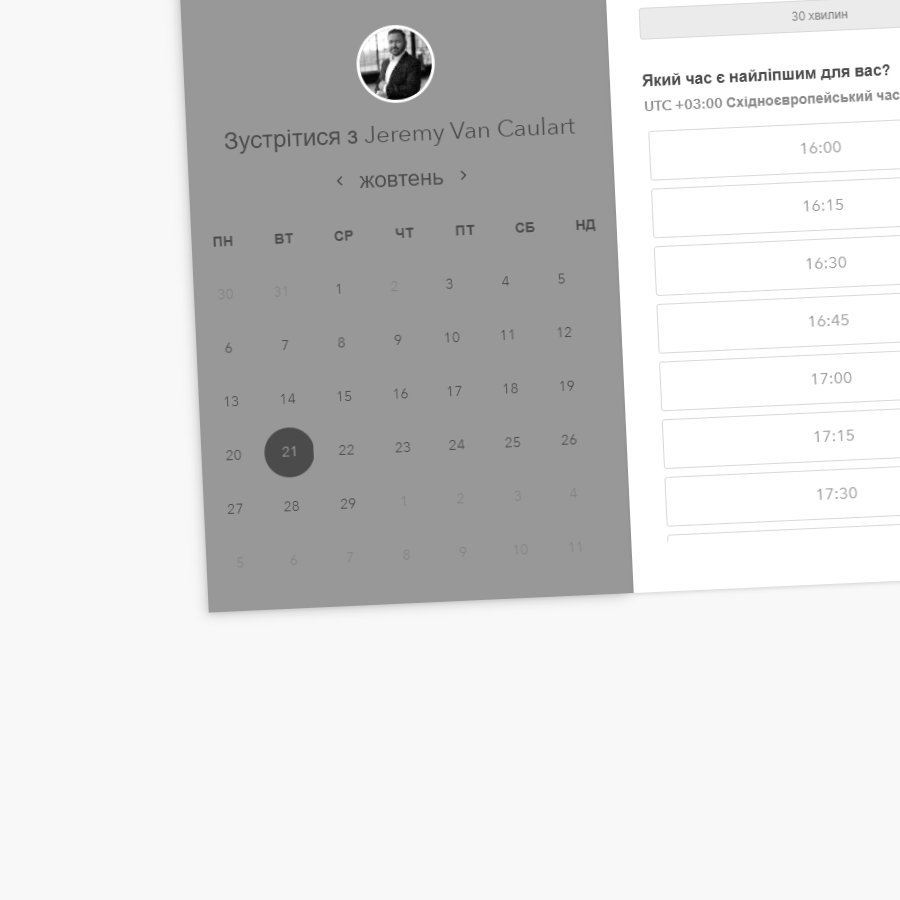 Зустрітися з Jeremy Van Caulart
‹ жовтень ›
ПН ВТ СР ЧТ ПТ СБ НД
30 31 1 2 3 4 5
6 7 8 9 10 11 12
13 14 15 16 17 18 19
20 21 22 23 24 25 26
27 28 29 1 2 3 4
5 6 7 8 9 10 11
30 хвилин
Який час є найліпшим для вас?
UTC +03:00 Східноєвропейський час
16:00
16:15
16:30
16:45
17:00
17:15
17:30